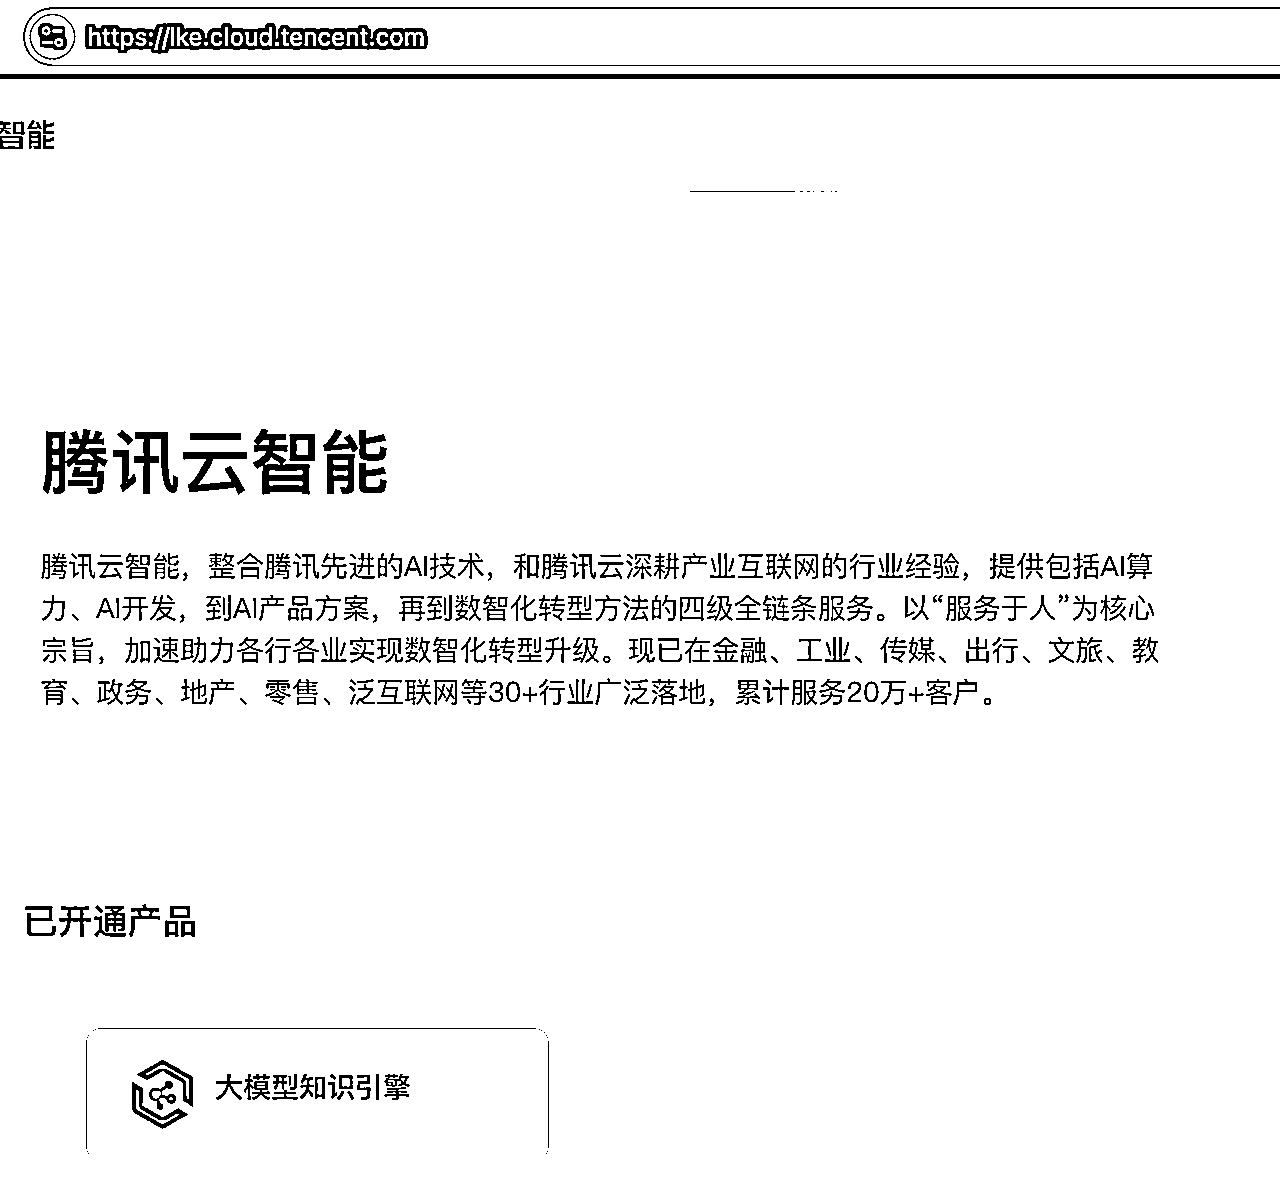 https://lke.cloud.tencent.com
智能
腾讯云智能
腾讯云智能，整合腾讯先进的AI技术，和腾讯云深耕产业互联网的行业经验，提供包括AI算
力、AI开发，到AI产品方案，再到数智化转型方法的四级全链条服务。以“服务于人”为核心
宗旨，加速助力各行各业实现数智化转型升级。现已在金融、工业、传媒、出行、文旅、教
育、政务、地产、零售、泛互联网等30+行业广泛落地，累计服务20万+客户。
已开通产品
大模型知识引擎